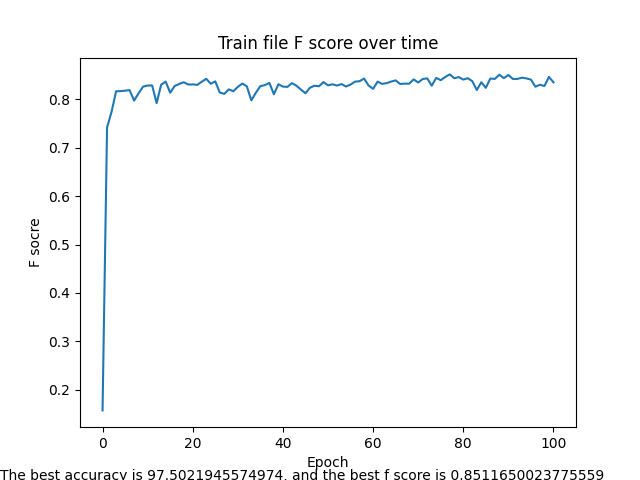 Train file F score over time
F socre
0.8
0.7
0.6
0.5
0.4
0.3
0.2
0 20 40 60 80 100
Epoch
The best accuracy is 97.5021945574974, and the best f score is 0.8511650023775559